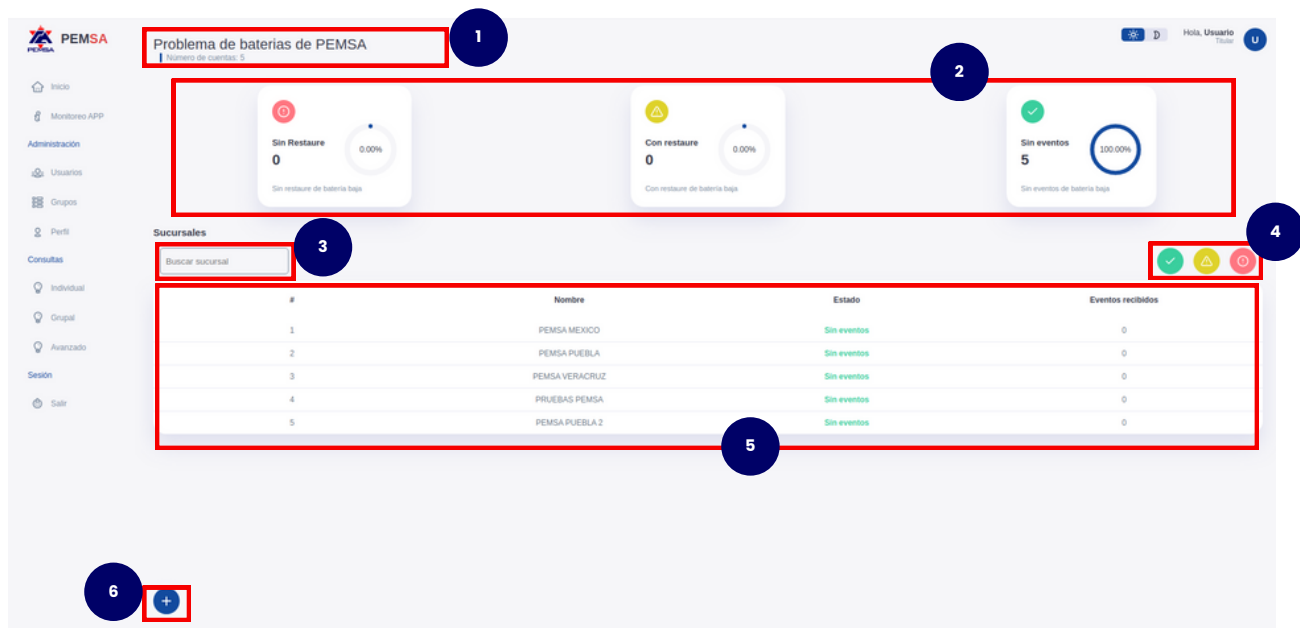 PEMSA
PEMSA
Problema de baterias de PEMSA
Número de cuentas: 5
1
D
Hola, Usuario
Titular
U
2
Inicio
Monitoreo APP
Administración
Usuarios
Grupos
Perfil
Consultas
Individual
Grupal
Avanzado
Sesión
Salir
Sin Restaure
0
0.00%
Sin restaure de batería baja
Con restaure
0
0.00%
Con restaure de batería baja
Sin eventos
5
100.00%
Sin eventos de batería baja
Sucursales
3
4
Buscar sucursal
# Nombre Estado Eventos recibidos
1 PEMSA MEXICO Sin eventos 0
2 PEMSA PUEBLA Sin eventos 0
3 PEMSA VERACRUZ Sin eventos 0
4 PRUEBAS PEMSA Sin eventos 0
5 PEMSA PUEBLA 2 Sin eventos 0
5
6
+